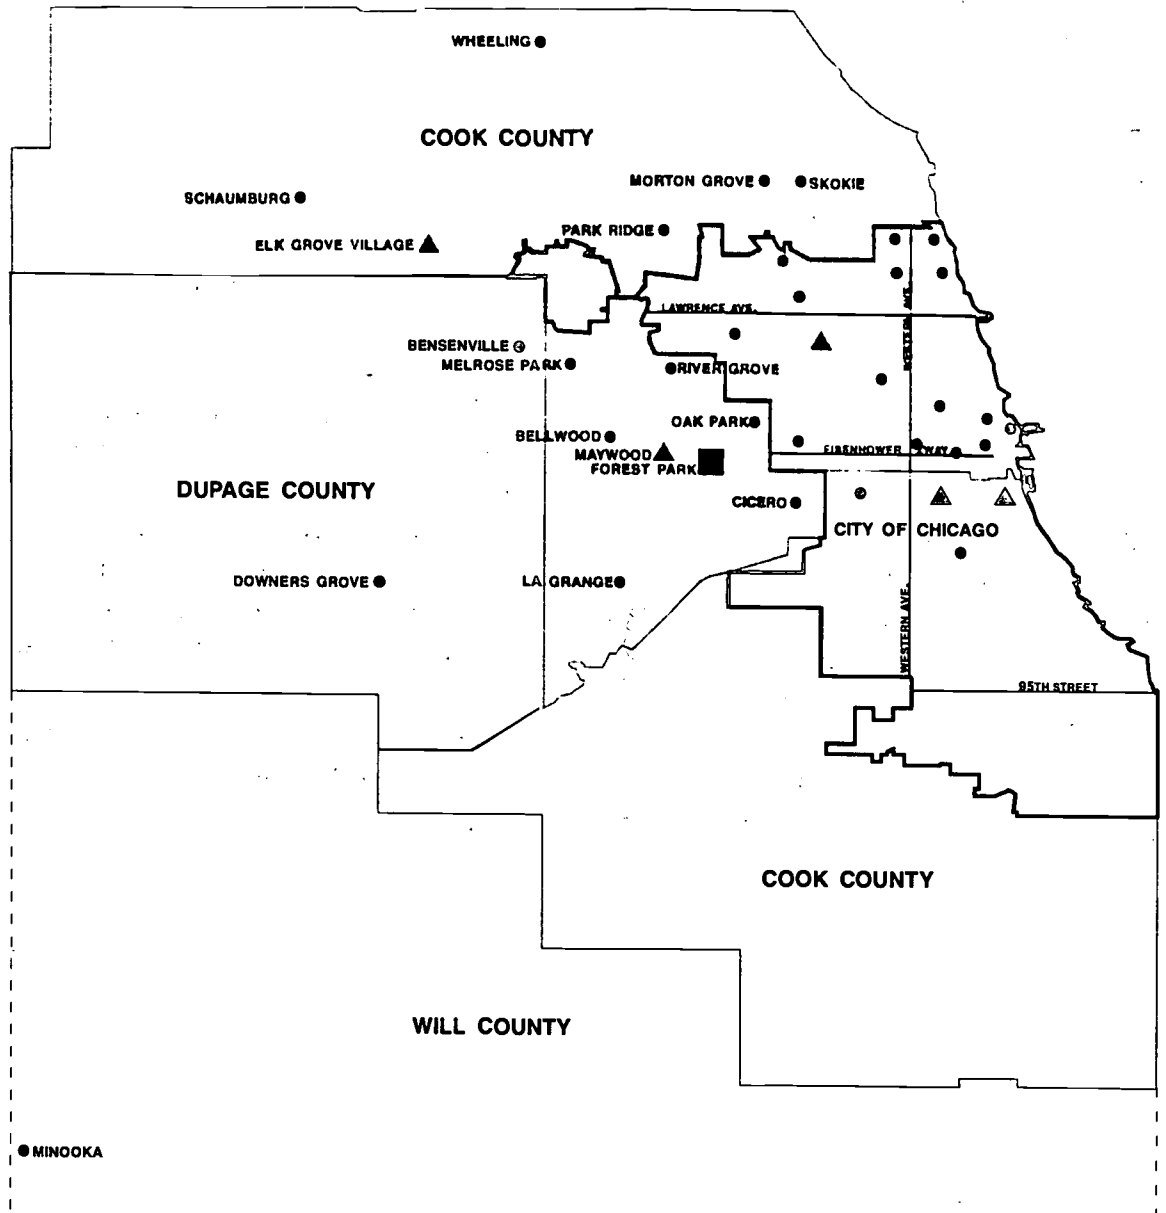 WHEELING
COOK COUNTY
MORTON GROVE
SKOKIE
SCHAUMBURG
PARK RIDGE
ELK GROVE VILLAGE
LAWRENCE AVE.
WESTERN AVE.
BENSENVILLE
MELROSE PARK
RIVER GROVE
OAK PARK
BELLWOOD
EISENHOWER
MAYWOOD
FOREST PARK
DUPAGE COUNTY
CICERO
CITY OF CHICAGO
DOWNERS GROVE
LA GRANGE
WESTERN AVE.
95TH STREET
COOK COUNTY
WILL COUNTY
MINOOKA